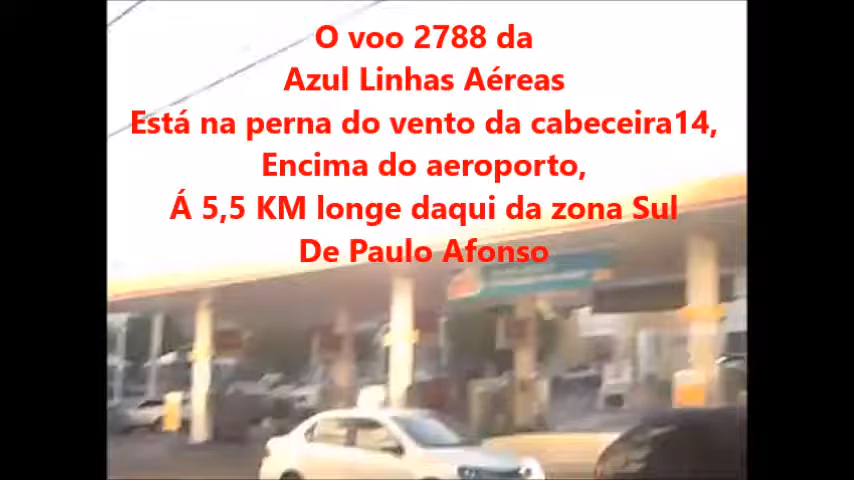 O voo 2788 da
Azul Linhas Aéreas
Está na perna do vento da cabeceira14,
Encima do aeroporto,
Á 5,5 KM longe daqui da zona Sul
De Paulo Afonso